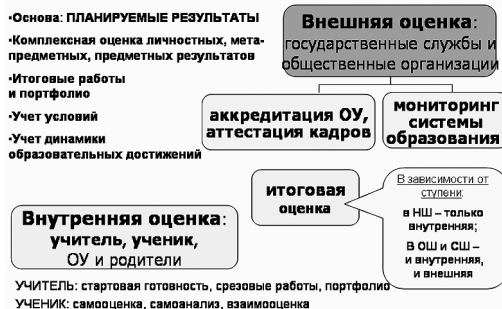 •Основа: ПЛАНИРУЕМЫЕ РЕЗУЛЬТАТЫ
•Комплексная оценка личностных, мета-
предметных, предметных результатов
•Итоговые работы
и портфолио
•Учет условий
•Учет динамики
образовательных достижений
Внешняя оценка:
государственные службы и
общественные организации
аккредитация ОУ,
аттестация кадров
мониторинг
системы
образования
итоговая
оценка
В зависимости от
ступени:
в НШ – только
внутренняя;
В ОШ и СШ –
и внутренняя,
и внешняя
Внутренняя оценка:
учитель, ученик,
ОУ и родители
УЧИТЕЛЬ: стартовая готовность, срезовые работы, портфолио
УЧЕНИК: самооценка, самоанализ, взаимооценка